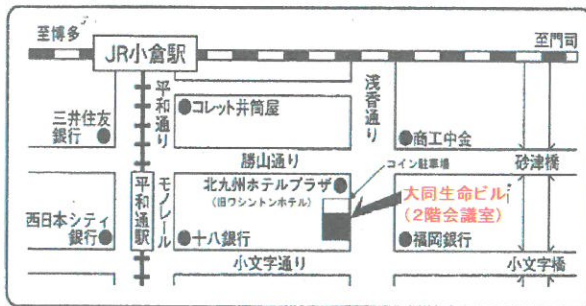 至博多
JR小倉駅
至門司
平和通り
浅香通り
三井住友
銀行
コレット井筒屋
商工中金
勝山通り
コイン駐車場
砂津橋
平和通駅
モノレール
北九州ホテルプラザ
(旧ワシントンホテル)
大同生命ビル
(2階会議室)
西日本シティ
銀行
十八銀行
福岡銀行
小文字通り
小文字橋